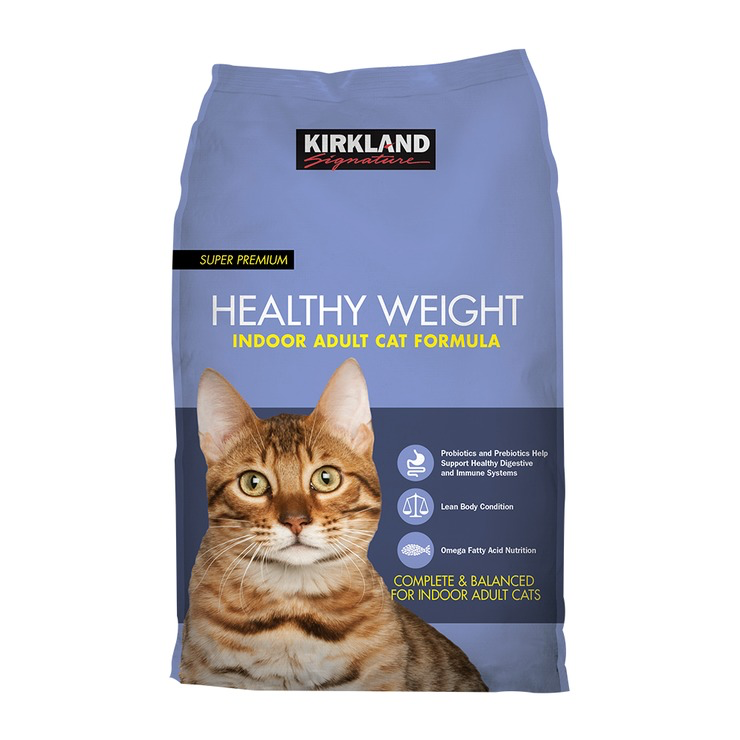 KIRKLAND
Signature
SUPER PREMIUM
HEALTHY WEIGHT
INDOOR ADULT CAT FORMULA
Probiotics and Prebiotics Help
Support Healthy Digestive
and Immune Systems
Lean Body Condition
Omega Fatty Acid Nutrition
COMPLETE & BALANCED
FOR INDOOR ADULT CATS